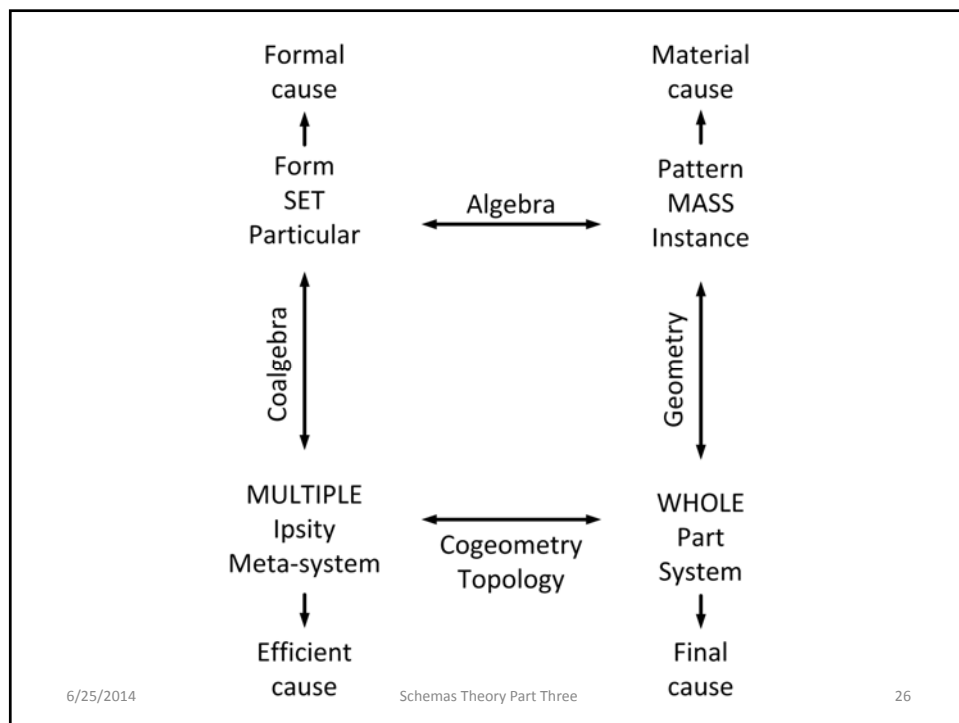 Formal
cause
Material
cause
Form
SET
Particular
Algebra
Pattern
MASS
Instance
Coalgebra
Geometry
MULTIPLE
Ipsity
Meta-system
Cogeometry
Topology
WHOLE
Part
System
Efficient
cause
Final
cause
6/25/2014
Schemas Theory Part Three
26